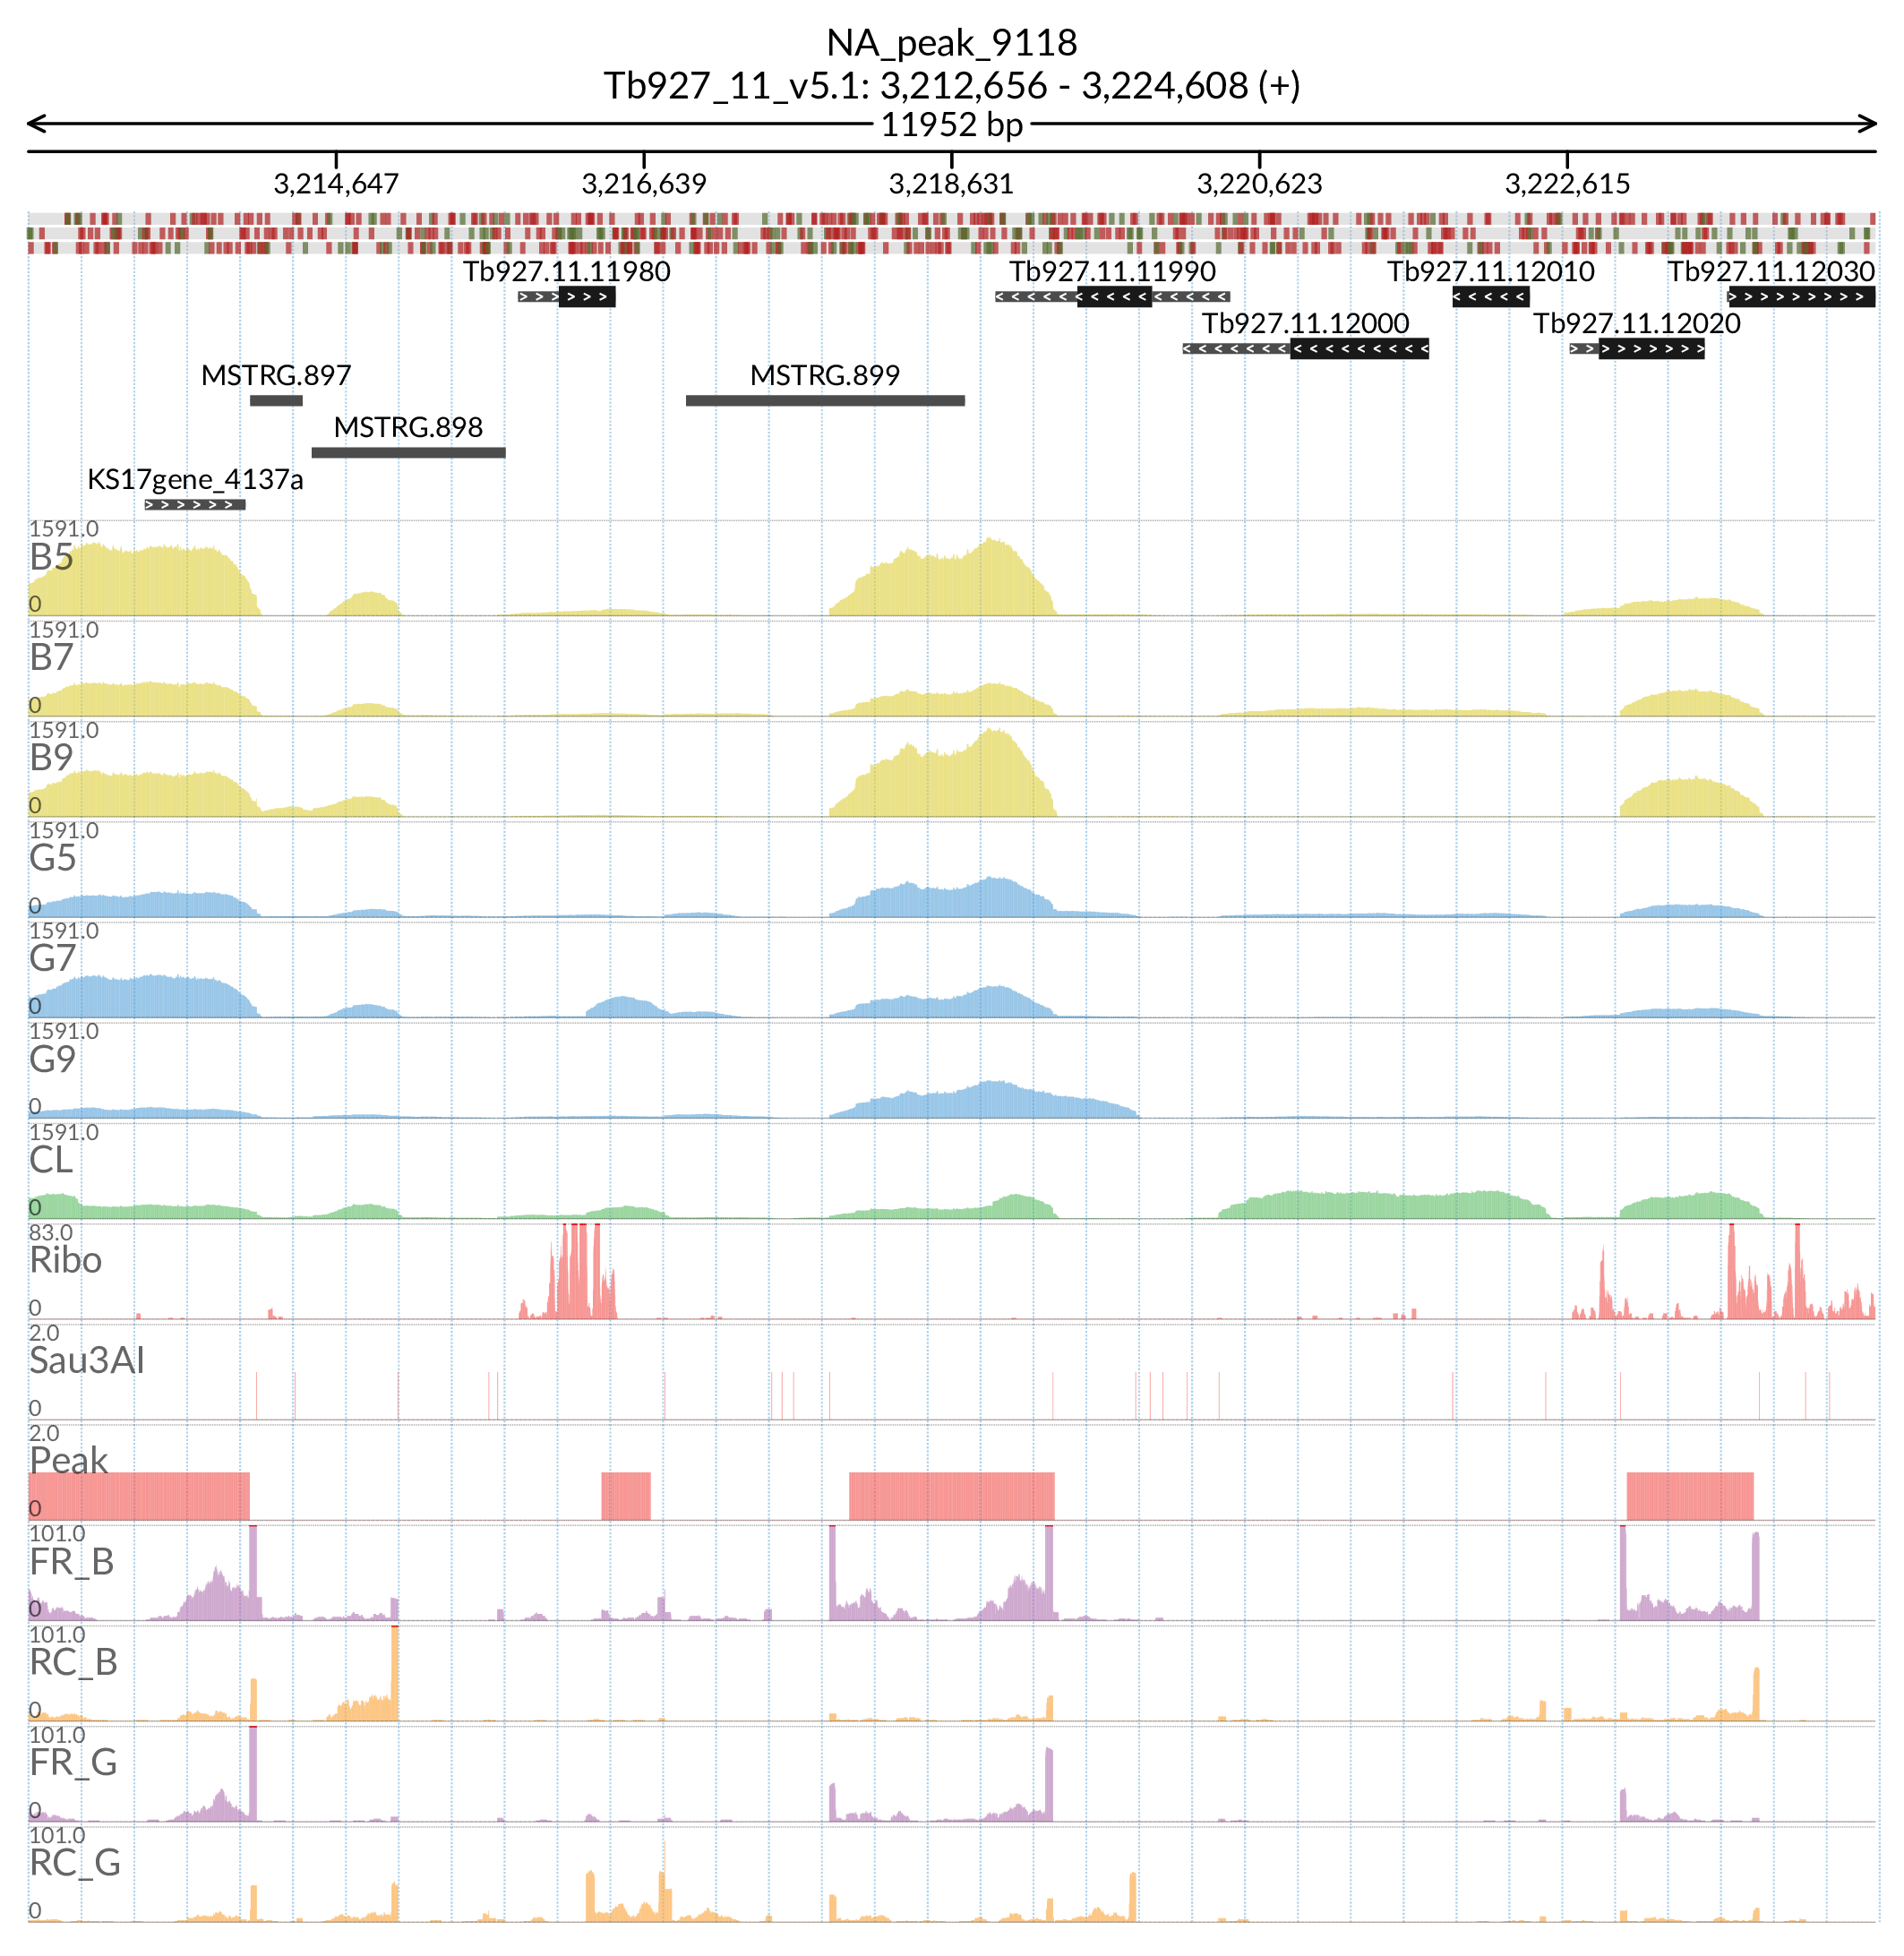 NA_peak_9118
Tb927_11_v5.1: 3,212,656 - 3,224,608 (+)
11952 bp
3,214,647 3,216,639 3,218,631 3,220,623 3,222,615
Tb927.11.11980 Tb927.11.11990 Tb927.11.12010 Tb927.11.12030
Tb927.11.12000 Tb927.11.12020
MSTRG.897 MSTRG.899
MSTRG.898
KS17gene_4137a
1591.0
B5
0
1591.0
B7
0
1591.0
B9
0
1591.0
G5
0
1591.0
G7
0
1591.0
G9
0
1591.0
CL
0
83.0
Ribo
0
2.0
Sau3AI
0
2.0
Peak
0
101.0
FR_B
0
101.0
RC_B
0
101.0
FR_G
0
101.0
RC_G
0